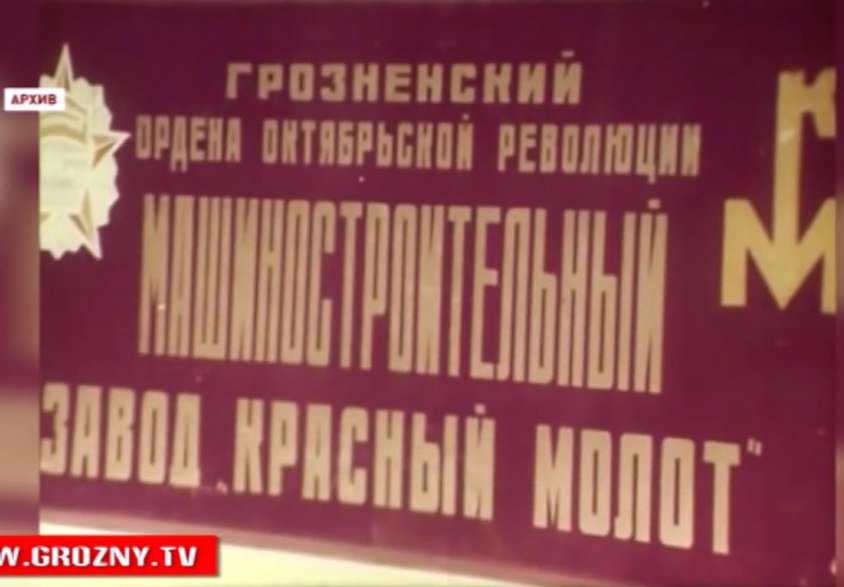 АРХИВ
ГРОЗНЕНСКИЙ
ОРДЕНА ОКТЯБРЬСКОЙ РЕВОЛЮЦИИ
МАШИНОСТРОИТЕЛЬНЫЙ
ЗАВОД „КРАСНЫЙ МОЛОТ"
К
М
W.GROZNY.TV